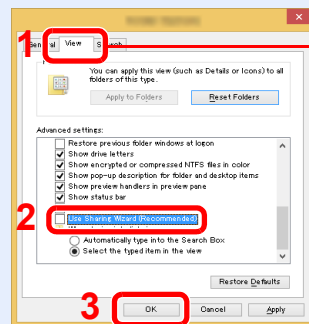 1
View
You can apply this view (such as Details or Icons) to all
folders of this type.
Apply to Folders
Reset Folders
Advanced settings:
Restore previous folder windows at logon
Show drive letters
Show encrypted or compressed NTFS files in color
Show pop-up description for folder and desktop items
Show preview handlers in preview pane
Show status bar
2
Use Sharing Wizard (Recommended)
Automatically type into the Search Box
Select the typed item in the view
Restore Defaults
3
OK
Cancel
Apply